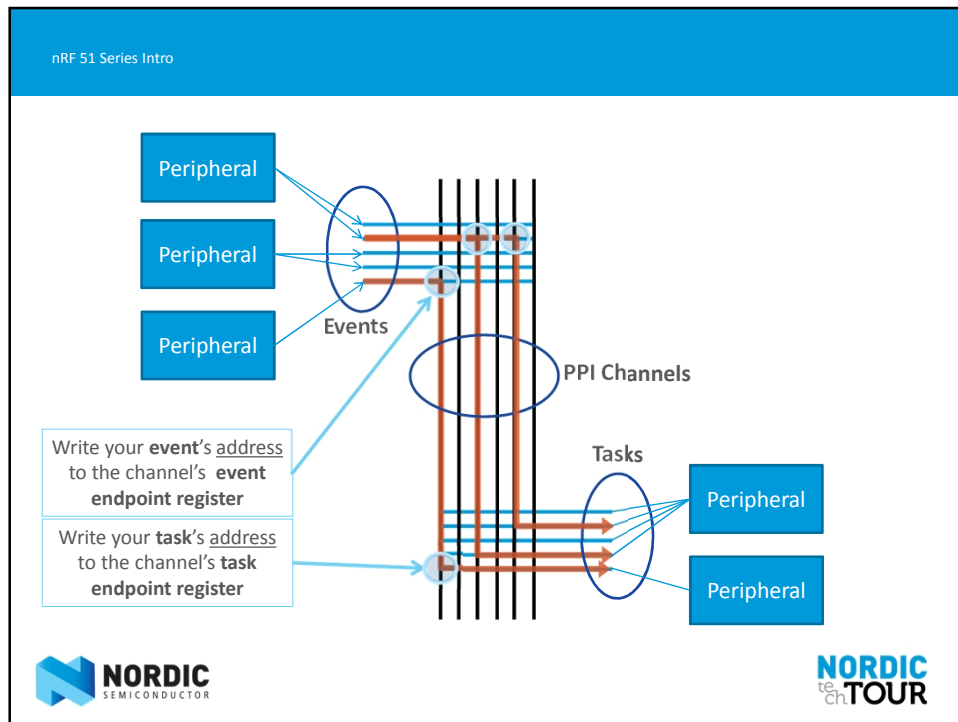 nRF 51 Series Intro
Peripheral
Peripheral
Peripheral
Events
PPI Channels
Write your event's address
to the channel's event
endpoint register
Write your task's address
to the channel's task
endpoint register
Tasks
Peripheral
Peripheral
NORDIC
SEMICONDUCTOR
NORDIC
tech TOUR